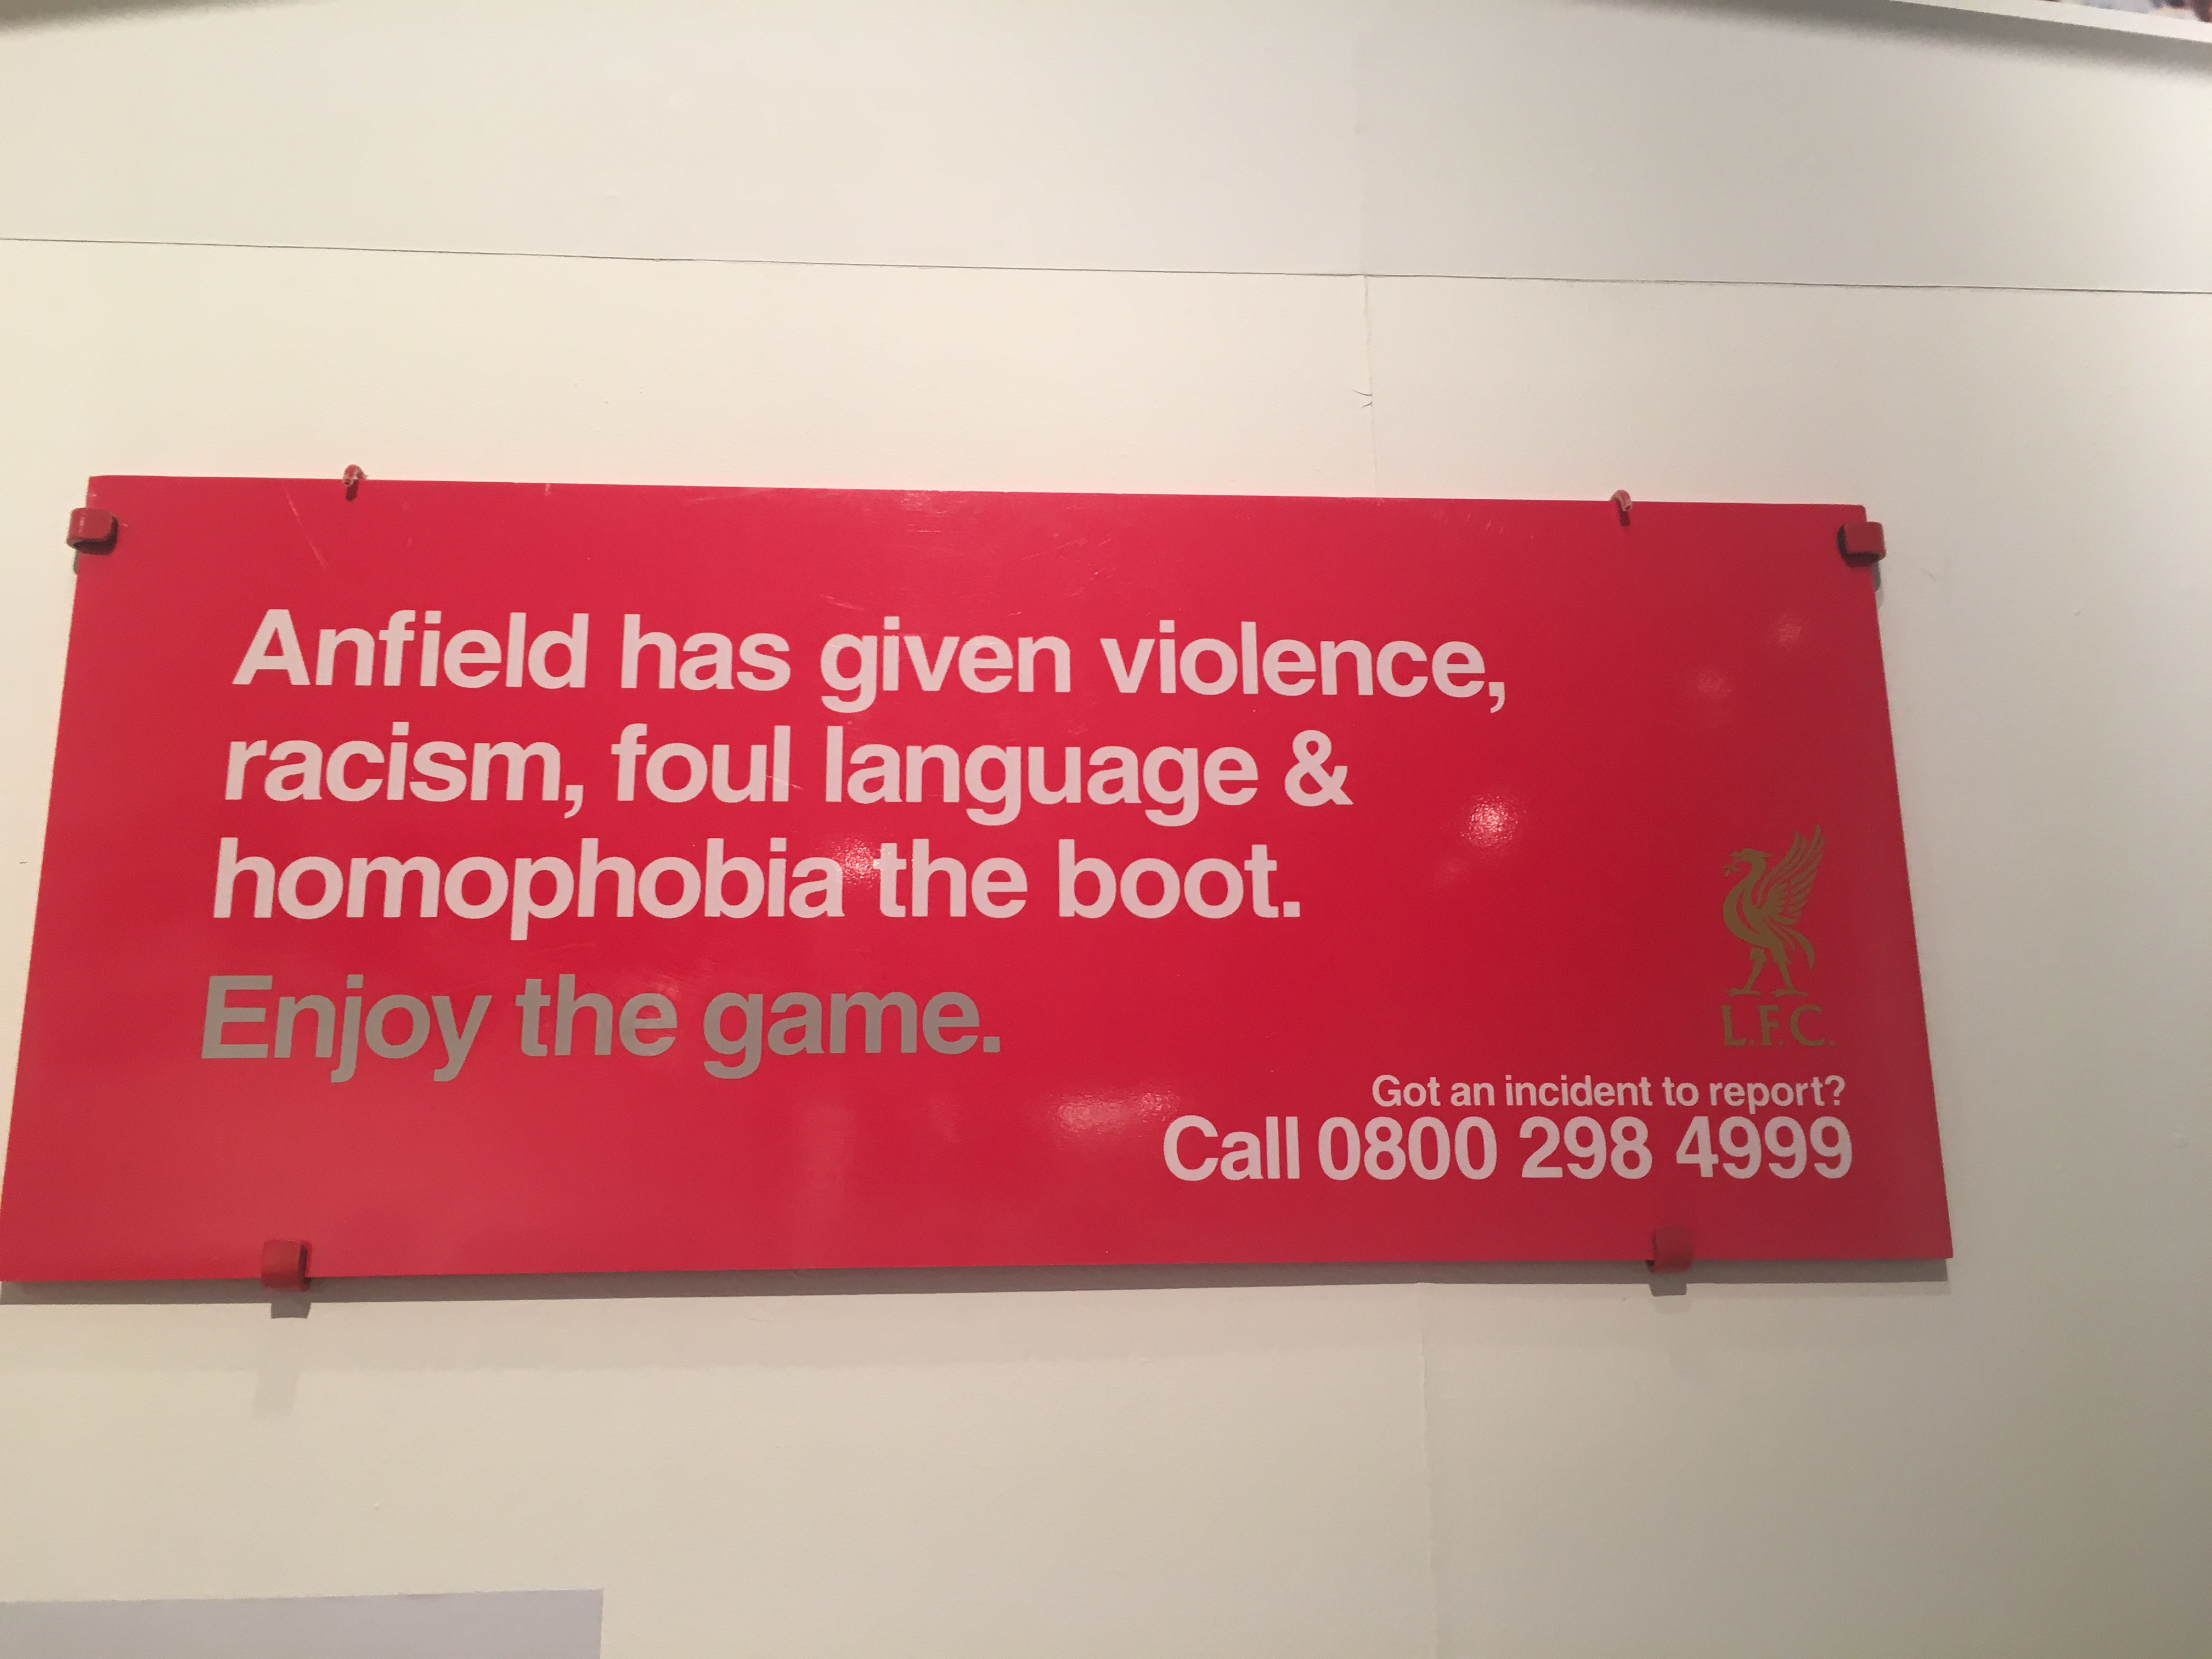 Anfield has given violence,
racism, foul language &
homophobia the boot.
Enjoy the game.
L.F.C.
Got an incident to report?
Call 0800 298 4999